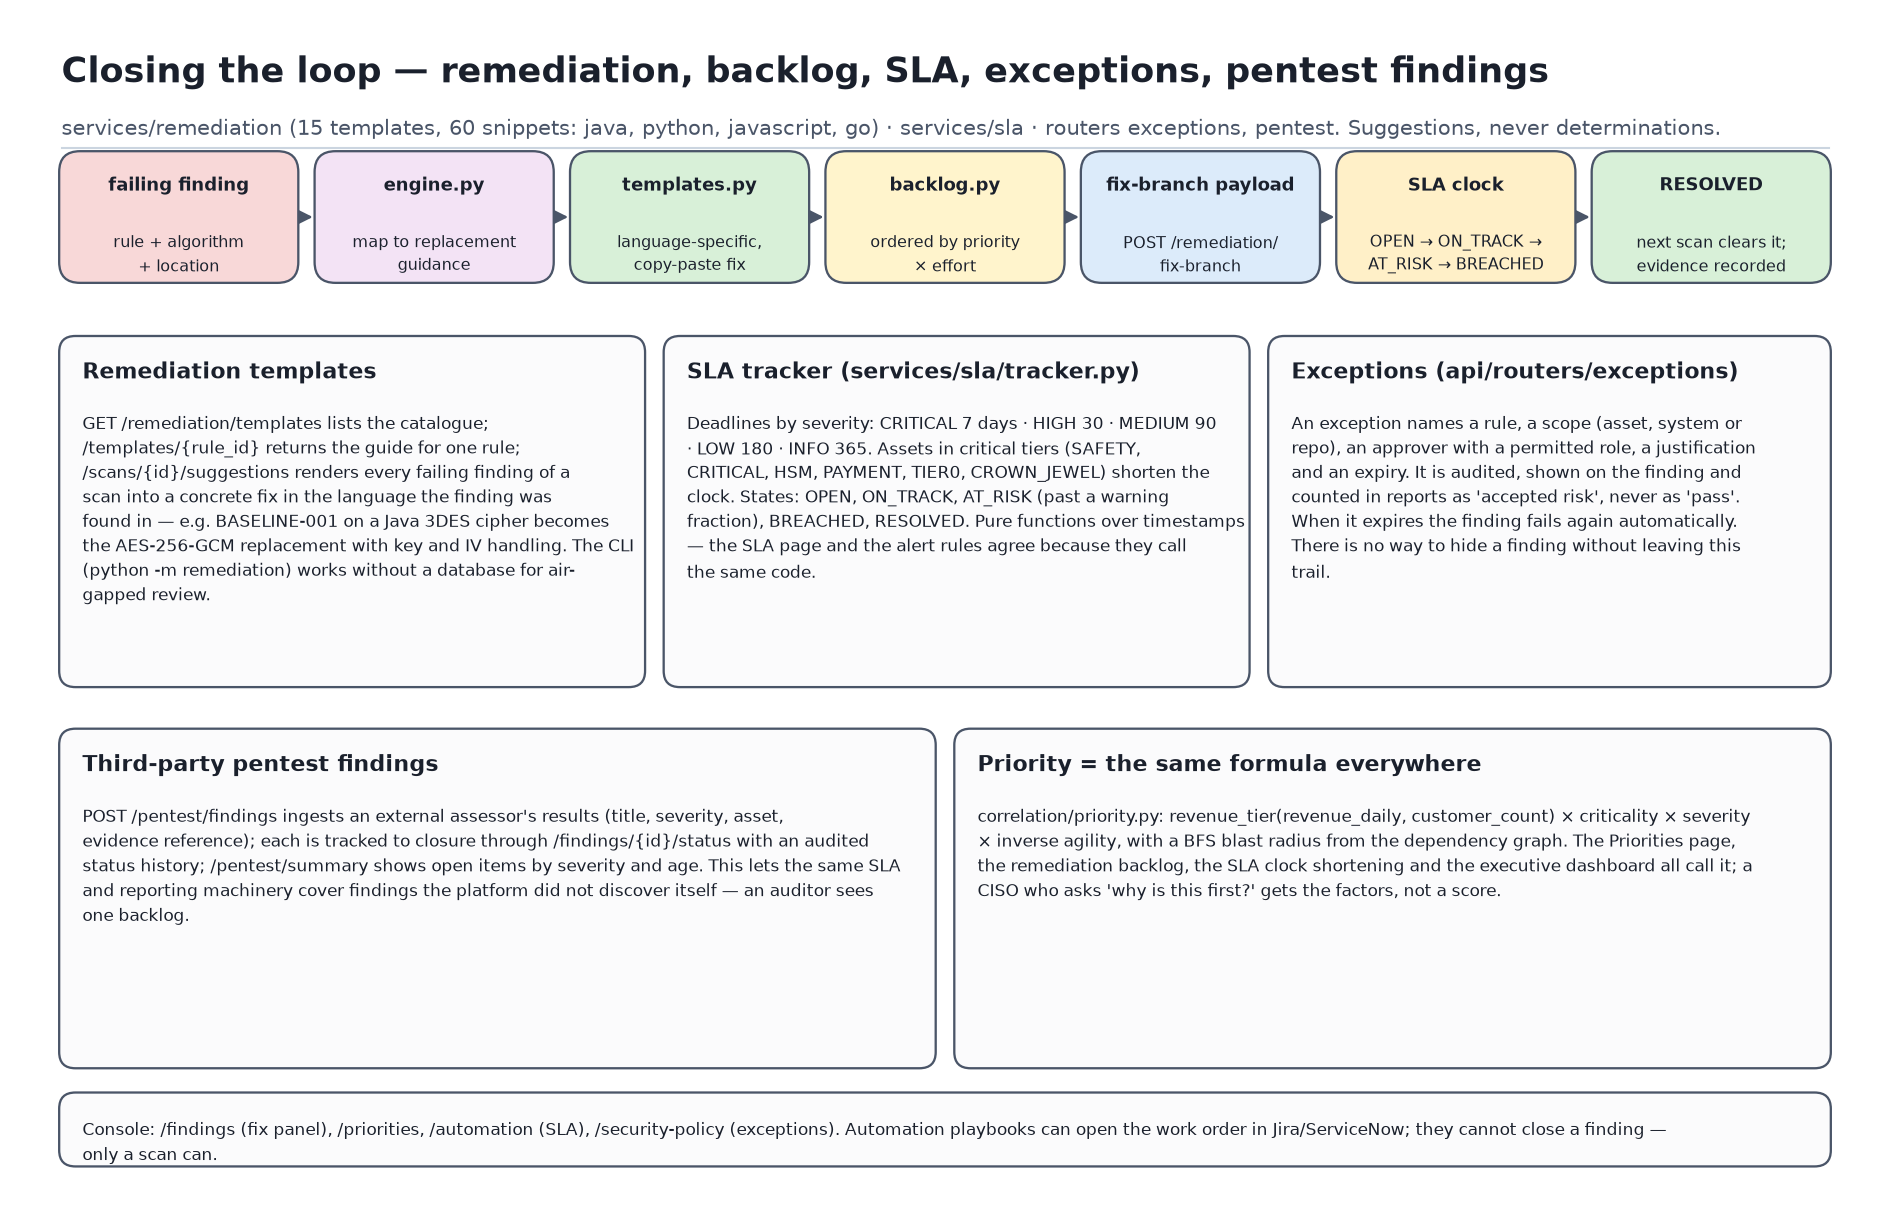 Closing the loop — remediation, backlog, SLA, exceptions, pentest findings
services/remediation (15 templates, 60 snippets: java, python, javascript, go) · services/sla · routers exceptions, pentest. Suggestions, never determinations.
failing finding
rule + algorithm
+ location
engine.py
map to replacement
guidance
templates.py
language-specific,
copy-paste fix
backlog.py
ordered by priority
× effort
fix-branch payload
POST /remediation/
fix-branch
SLA clock
OPEN → ON_TRACK →
AT_RISK → BREACHED
RESOLVED
next scan clears it;
evidence recorded
Remediation templates
GET /remediation/templates lists the catalogue;
/templates/{rule_id} returns the guide for one rule;
/scans/{id}/suggestions renders every failing finding of a
scan into a concrete fix in the language the finding was
found in — e.g. BASELINE-001 on a Java 3DES cipher becomes
the AES-256-GCM replacement with key and IV handling. The CLI
(python -m remediation) works without a database for air-
gapped review.
SLA tracker (services/sla/tracker.py)
Deadlines by severity: CRITICAL 7 days · HIGH 30 · MEDIUM 90
· LOW 180 · INFO 365. Assets in critical tiers (SAFETY,
CRITICAL, HSM, PAYMENT, TIER0, CROWN_JEWEL) shorten the
clock. States: OPEN, ON_TRACK, AT_RISK (past a warning
fraction), BREACHED, RESOLVED. Pure functions over timestamps
— the SLA page and the alert rules agree because they call
the same code.
Exceptions (api/routers/exceptions)
An exception names a rule, a scope (asset, system or
repo), an approver with a permitted role, a justification
and an expiry. It is audited, shown on the finding and
counted in reports as 'accepted risk', never as 'pass'.
When it expires the finding fails again automatically.
There is no way to hide a finding without leaving this
trail.
Third-party pentest findings
POST /pentest/findings ingests an external assessor's results (title, severity, asset,
evidence reference); each is tracked to closure through /findings/{id}/status with an audited
status history; /pentest/summary shows open items by severity and age. This lets the same SLA
and reporting machinery cover findings the platform did not discover itself — an auditor sees
one backlog.
Priority = the same formula everywhere
correlation/priority.py: revenue_tier(revenue_daily, customer_count) × criticality × severity
× inverse agility, with a BFS blast radius from the dependency graph. The Priorities page,
the remediation backlog, the SLA clock shortening and the executive dashboard all call it; a
CISO who asks 'why is this first?' gets the factors, not a score.
Console: /findings (fix panel), /priorities, /automation (SLA), /security-policy (exceptions). Automation playbooks can open the work order in Jira/ServiceNow; they cannot close a finding —
only a scan can.